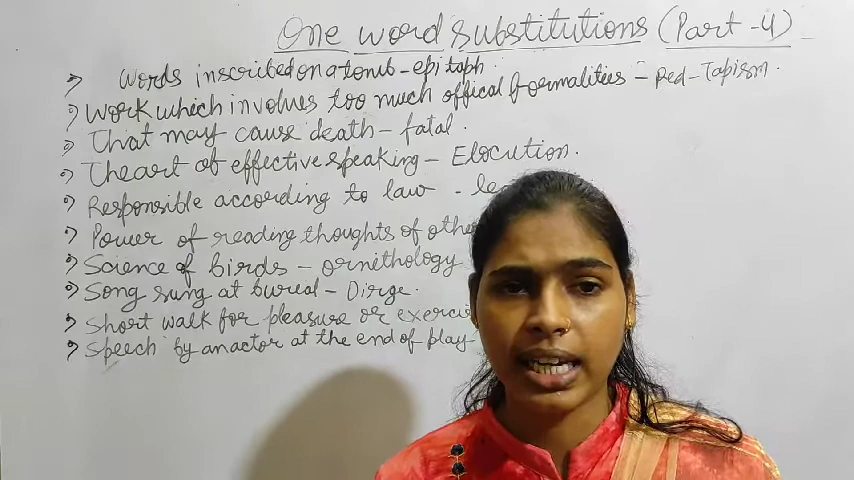 One word substitutions (Part-4)
words inscribed on a tomb - epitaph.
Work which involves too much offical formalities - Red-Tapism.
That may cause death - fatal.
The art of effective speaking - Elocution.
Responsible according to law -
Power of reading thoughts of
Science of birds - ornithology
Song sung at burial - Dirge.
Short walk for pleasure or
Speech by an actor at the end of play -